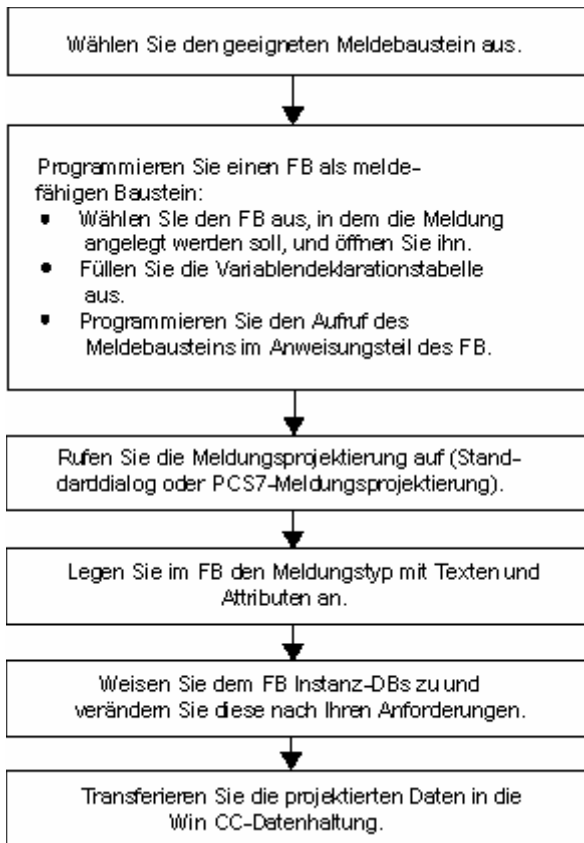 Wählen Sie den geeigneten Meldebaustein aus.
Programmieren Sie einen FB als melde-
fähigen Baustein:
• Wählen SIe den FB aus, in dem die Meldung
angelegt werden soll, und öffnen Sie ihn.
• Füllen Sie die Variablendeklarationstabelle
aus.
• Programmieren Sie den Aufruf des
Meldebausteins im Anweisungsteil des FB.
Rufen Sie die Meldungsprojektierung auf (Stan-
darddialog oder PCS7-Meldungsprojektierung).
Legen Sie im FB den Meldungstyp mit Texten und
Attributen an.
Weisen Sie dem FB Instanz-DBs zu und
verändern Sie diese nach Ihren Anforderungen.
Transferieren Sie die projektierten Daten in die
Win CC-Datenhaltung.